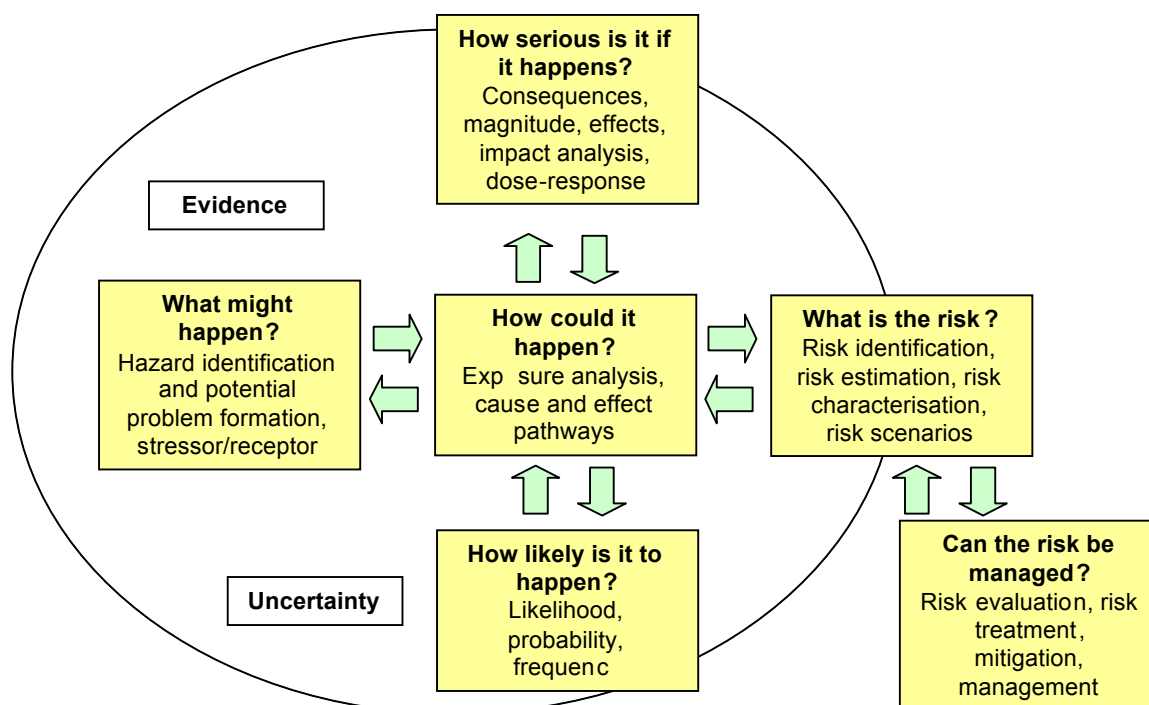 How serious is it if
it happens?
Consequences,
magnitude, effects,
impact analysis,
dose-response
Evidence
What might
happen?
Hazard identification
and potential
problem formation,
stressor/receptor
How could it
happen?
Exp sure analysis,
cause and effect
pathways
What is the risk?
Risk identification,
risk estimation, risk
characterisation,
risk scenarios
Uncertainty
How likely is it to
happen?
Likelihood,
probability,
frequenc
Can the risk be
managed?
Risk evaluation, risk
treatment,
mitigation,
management